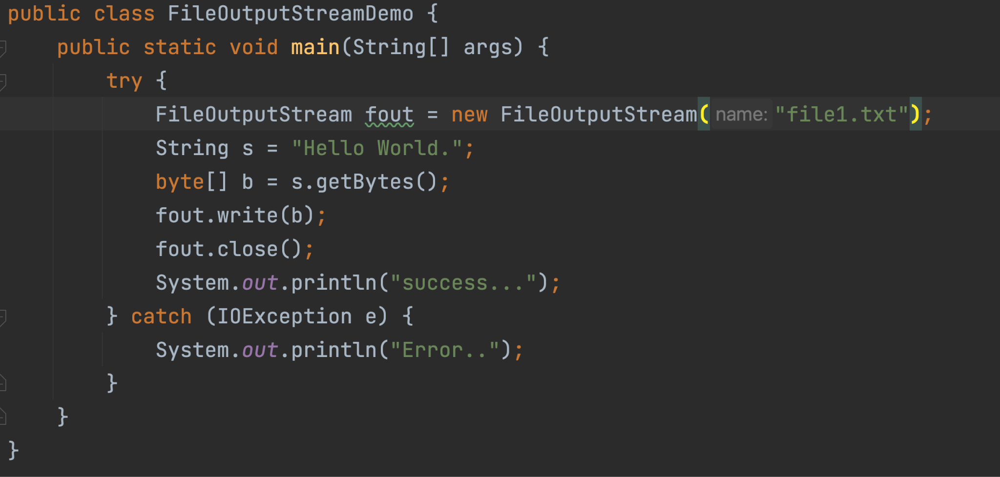 public class FileOutputStreamDemo {
    public static void main(String[] args) {
        try {
            FileOutputStream fout = new FileOutputStream( name: "file1.txt");
            String s = "Hello World.";
            byte[] b = s.getBytes();
            fout.write(b);
            fout.close();
            System.out.println("success...");
        } catch (IOException e) {
            System.out.println("Error..");
        }
    }
}